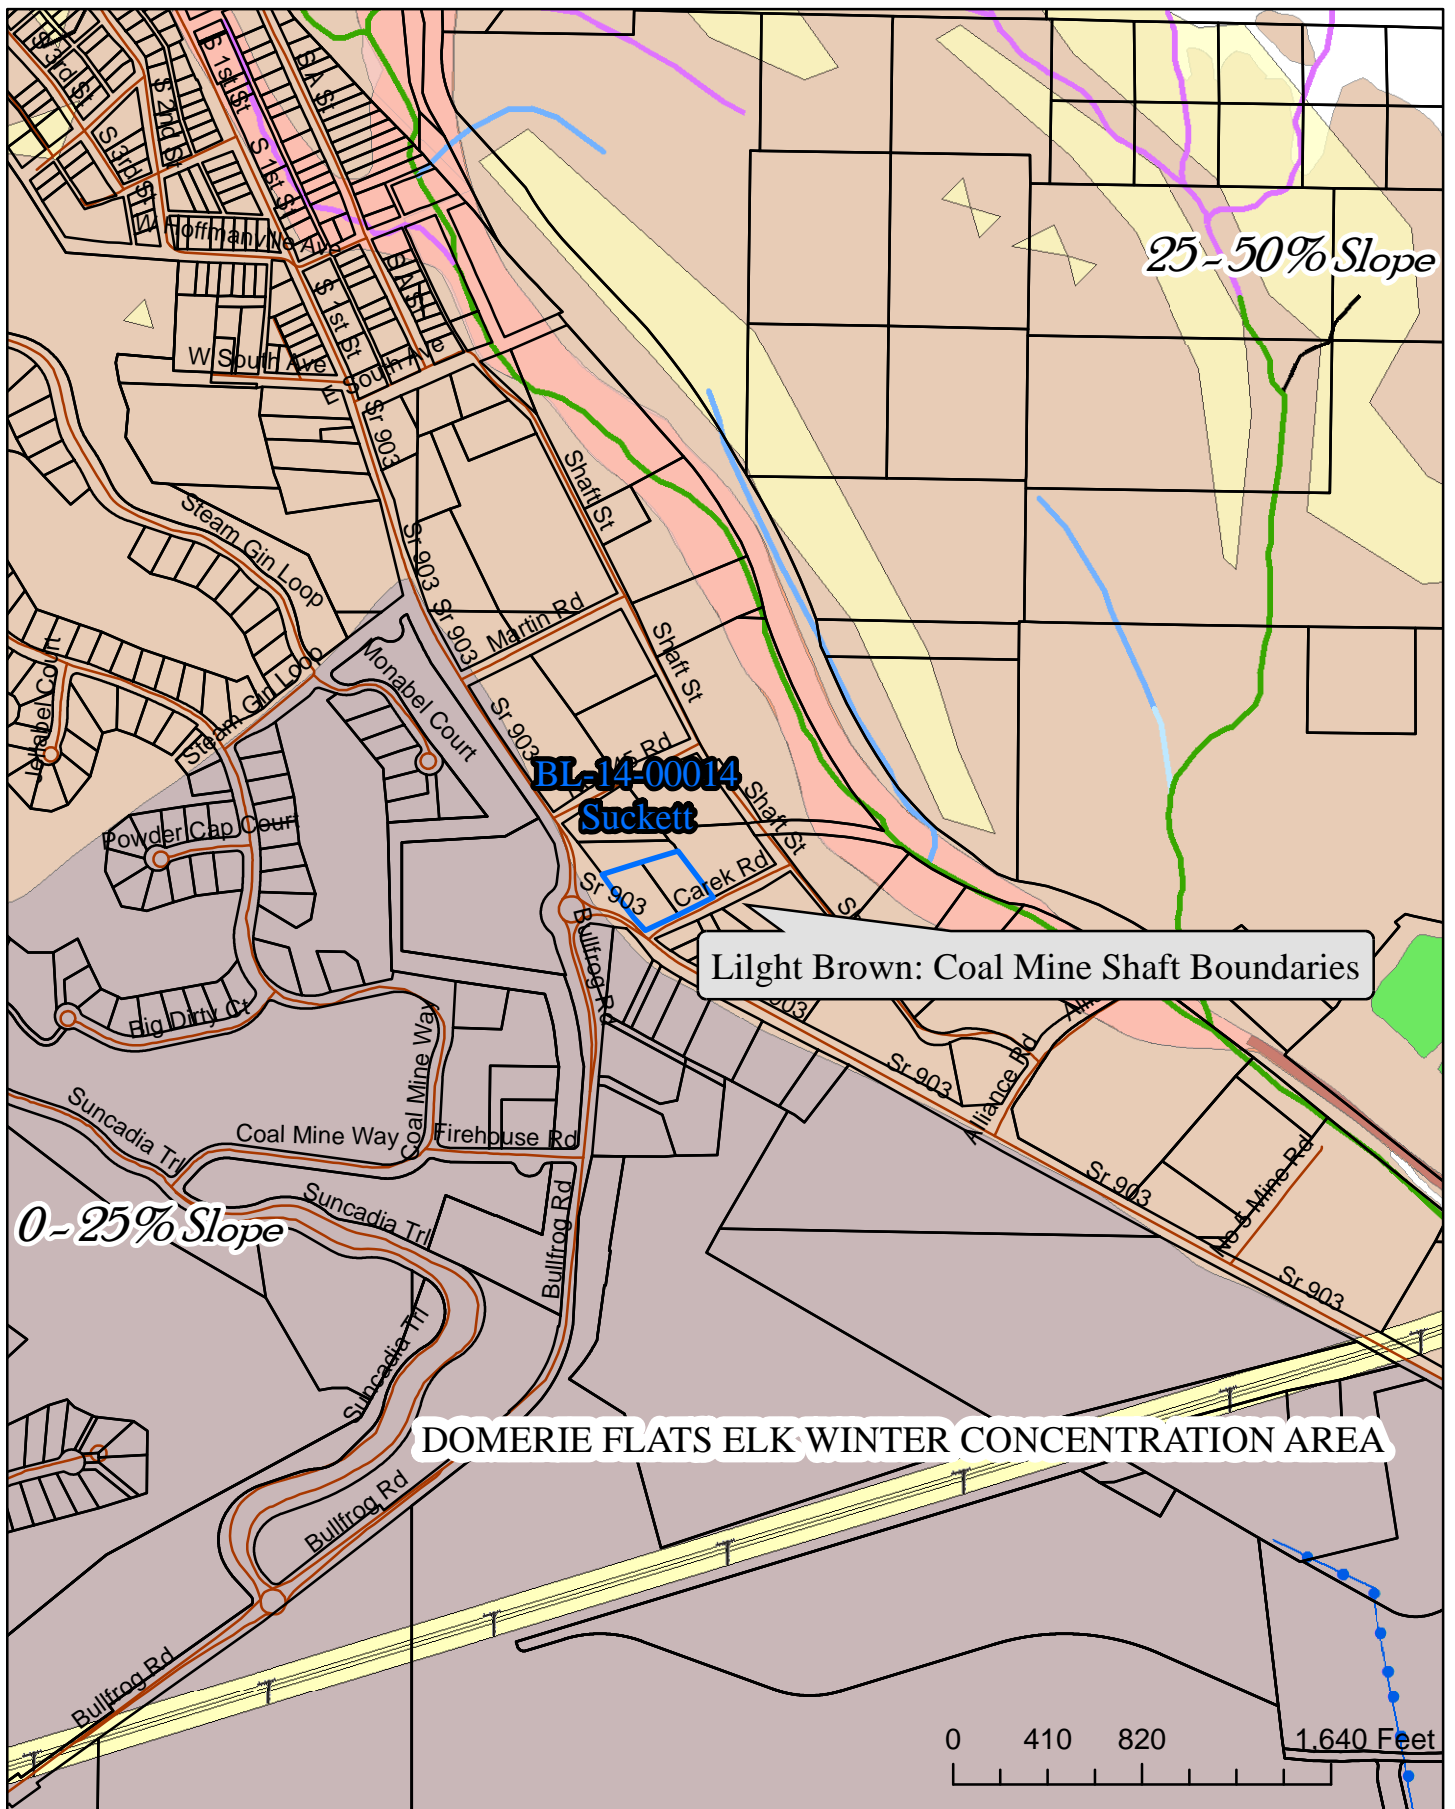 S 3rd St
S 1st St
S A St
S 2nd St
S 3rd St
S 1st St
W Hoffmanville Ave
25-50% Slope
S A St
S 1st St
W South Ave
E
South Ave
Sr 903
Shaft St
Steam Gin Loop
Sr 903
Sr 903
Martin Rd
Shaft St
Jenabel Court
Steam Gin Loop
Monabel Court
Sr 903
5 Rd
BL-14-00014
Suckett
Shaft St
Powder Cap Court
Sr 903
Carek Rd
S
Bullfrog Rd
Lilght Brown: Coal Mine Shaft Boundaries
903
Big Dirty Ct
Coal Mine Way
Alliance Rd
Sr 903
Suncadia Trl
Coal Mine Way
Firehouse Rd
Sr 903
No 5 Mine Rd
0-25% Slope
Suncadia Trl
Bullfrog Rd
Sr 903
Suncadia Trl
DOMERIE FLATS ELK WINTER CONCENTRATION AREA
Bullfrog Rd
Bullfrog Rd
0 410 820 1,640 Feet